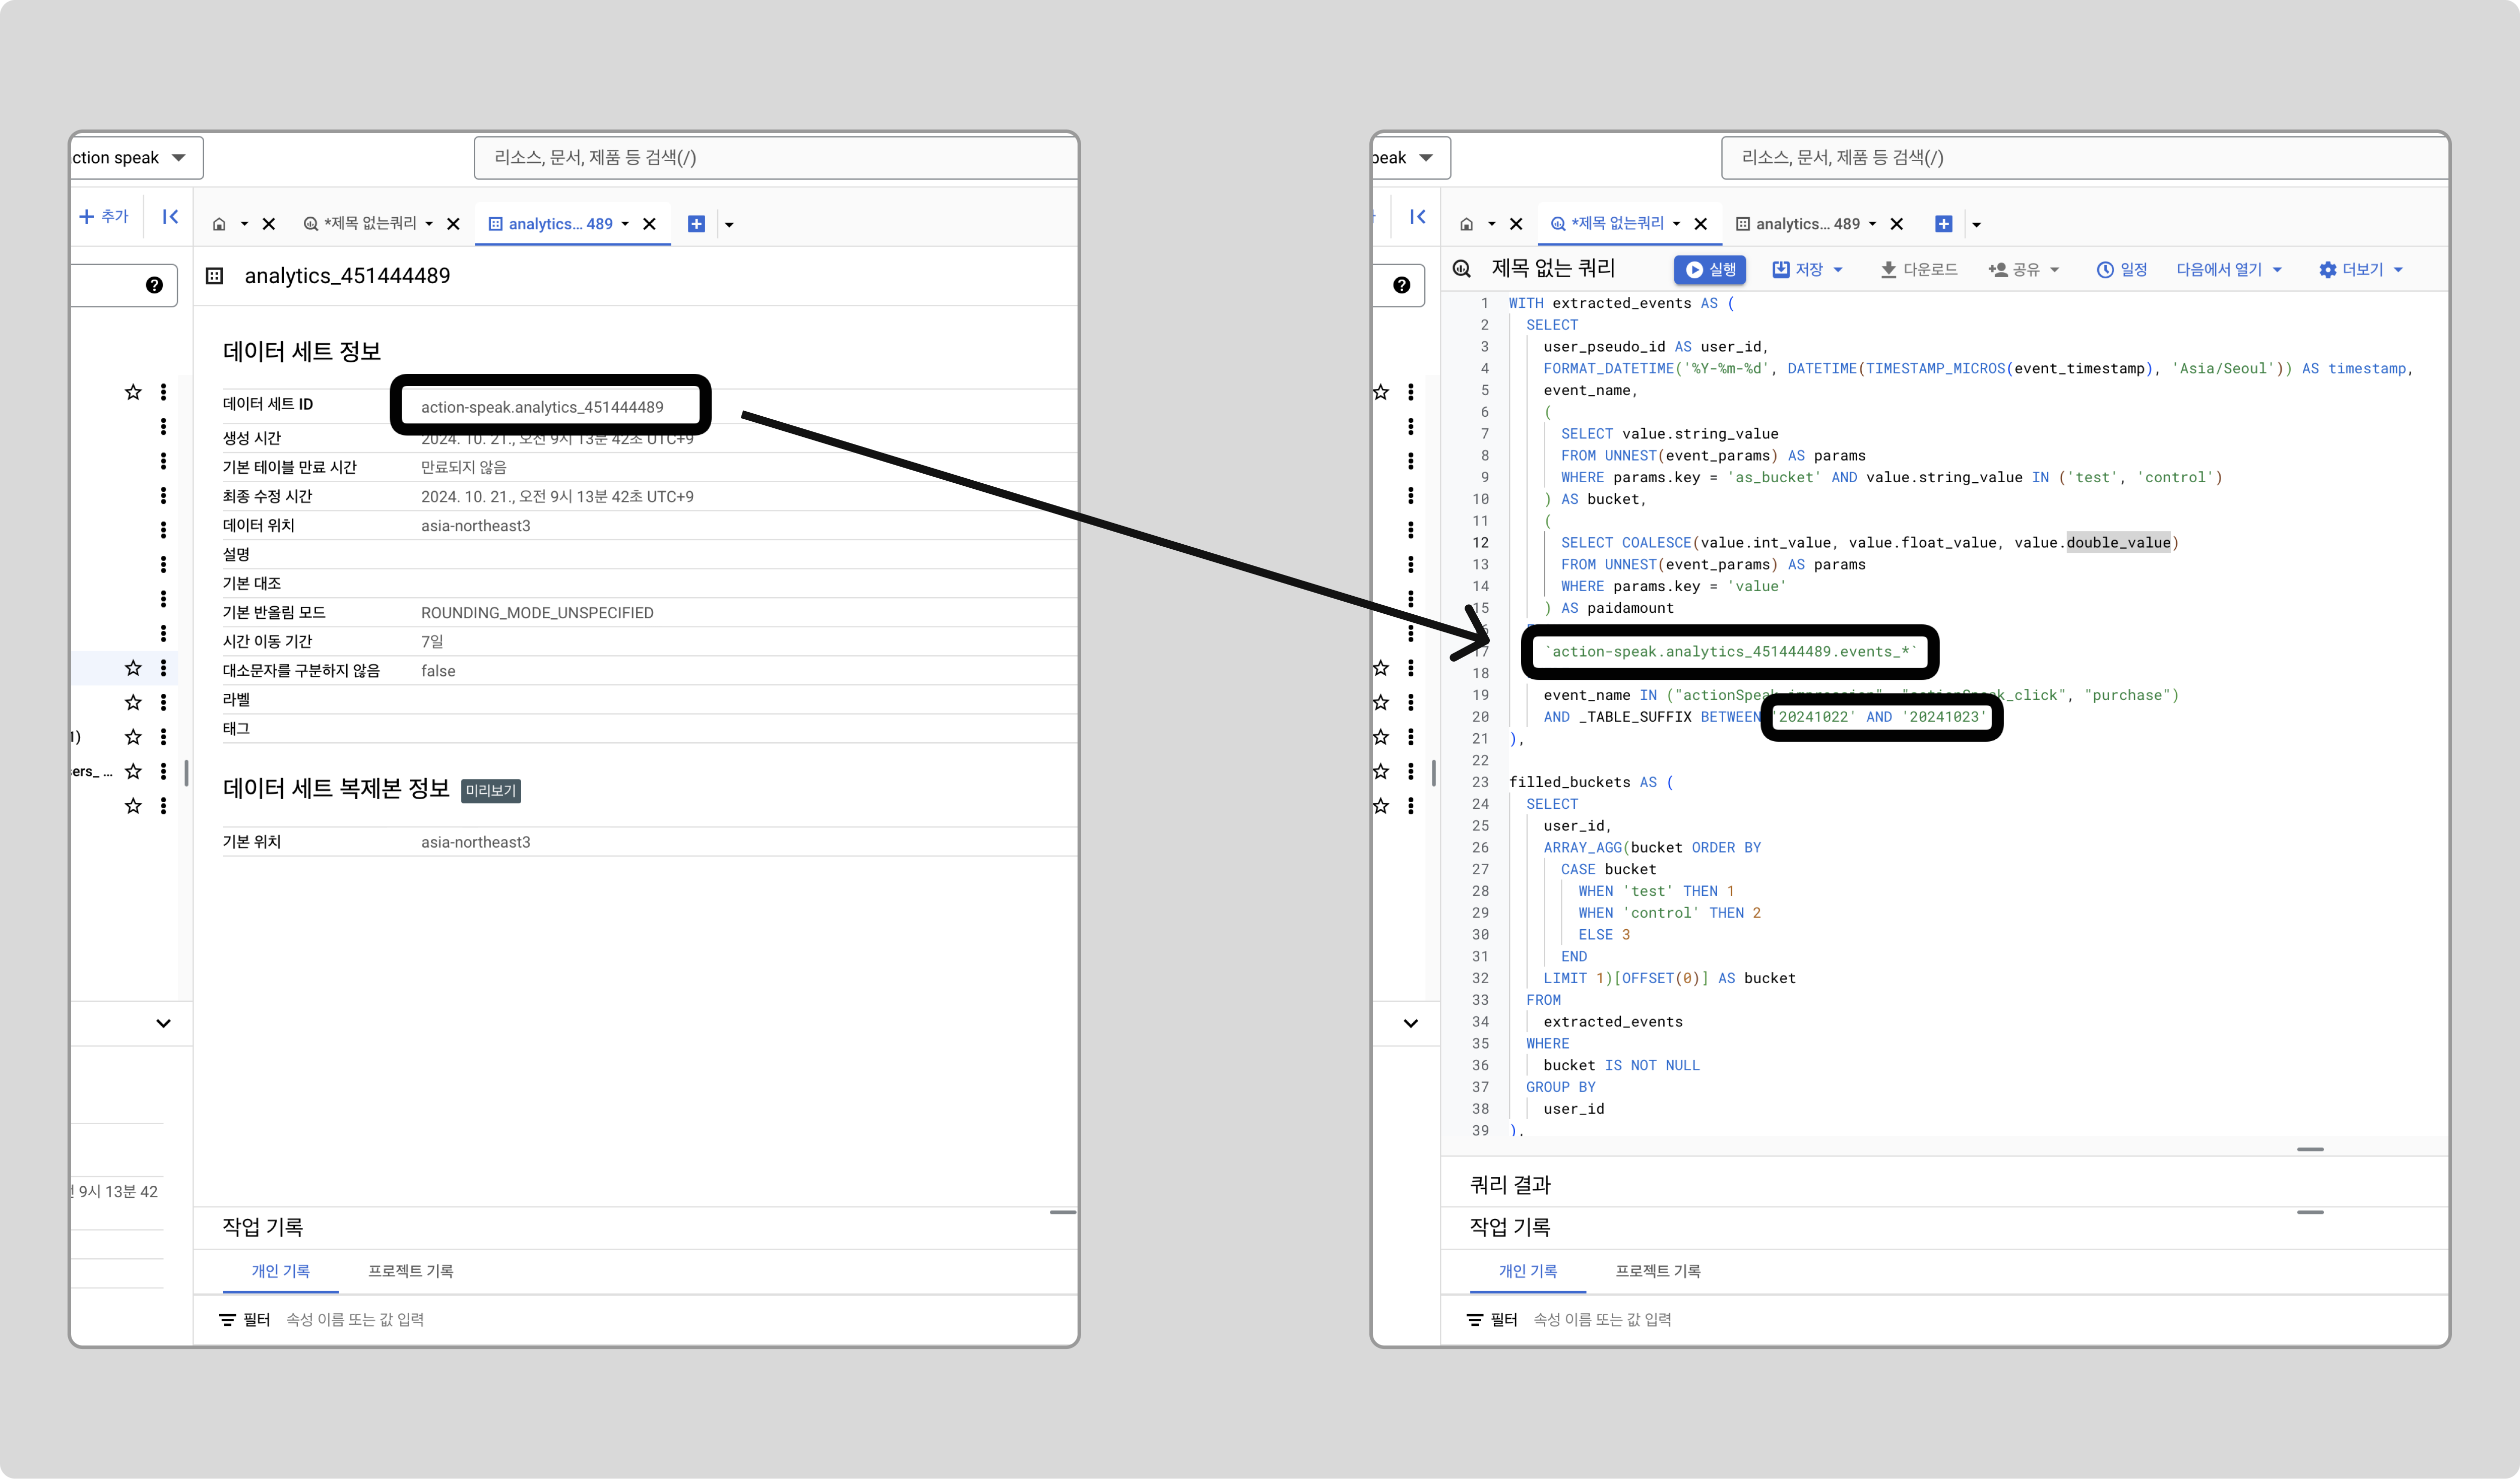 ction speak
리소스, 문서, 제품 등 검색(/)
추가
*제목 없는쿼리
analytics... 489
analytics_451444489
데이터 세트 정보
데이터 세트 ID action-speak.analytics_451444489
생성 시간 2024. 10. 21., 오전 9시 13분 42초 UTC+9
기본 테이블 만료 시간 만료되지 않음
최종 수정 시간 2024. 10. 21., 오전 9시 13분 42초 UTC+9
데이터 위치 asia-northeast3
설명
기본 대조
기본 반올림 모드 ROUNDING_MODE_UNSPECIFIED
시간 이동 기간 7일
대소문자를 구분하지 않음 false
라벨
태그
1)
ers_ ...
데이터 세트 복제본 정보 미리보기
기본 위치 asia-northeast3
9시 13분 42
작업 기록
개인 기록 프로젝트 기록
필터 속성 이름 또는 값 입력
peak
리소스, 문서, 제품 등 검색(/)
*제목 없는쿼리
analytics... 489
제목 없는 쿼리 실행 저장 다운로드 공유 일정 다음에서 열기 더보기
1 WITH extracted_events AS (
2 SELECT
3 user_pseudo_id AS user_id,
4 FORMAT_DATETIME('%Y-%m-%d', DATETIME(TIMESTAMP_MICROS(event_timestamp), 'Asia/Seoul')) AS timestamp,
5 event_name,
6 (
7 SELECT value.string_value
8 FROM UNNEST(event_params) AS params
9 WHERE params.key = 'as_bucket' AND value.string_value IN ('test', 'control')
10 ) AS bucket,
11 (
12 SELECT COALESCE(value.int_value, value.float_value, value.double_value)
13 FROM UNNEST(event_params) AS params
14 WHERE params.key = 'value'
15 ) AS paidamount
17 `action-speak.analytics_451444489.events_*`
18
19 event_name IN ("actionSpeak_impression", "actionSpeak_click", "purchase")
20 AND _TABLE_SUFFIX BETWEEN '20241022' AND '20241023'
21 ),
22
23 filled_buckets AS (
24 SELECT
25 user_id,
26 ARRAY_AGG(bucket ORDER BY
27 CASE bucket
28 WHEN 'test' THEN 1
29 WHEN 'control' THEN 2
30 ELSE 3
31 END
32 LIMIT 1)[OFFSET(0)] AS bucket
33 FROM
34 extracted_events
35 WHERE
36 bucket IS NOT NULL
37 GROUP BY
38 user_id
39 ),
쿼리 결과
작업 기록
개인 기록 프로젝트 기록
필터 속성 이름 또는 값 입력